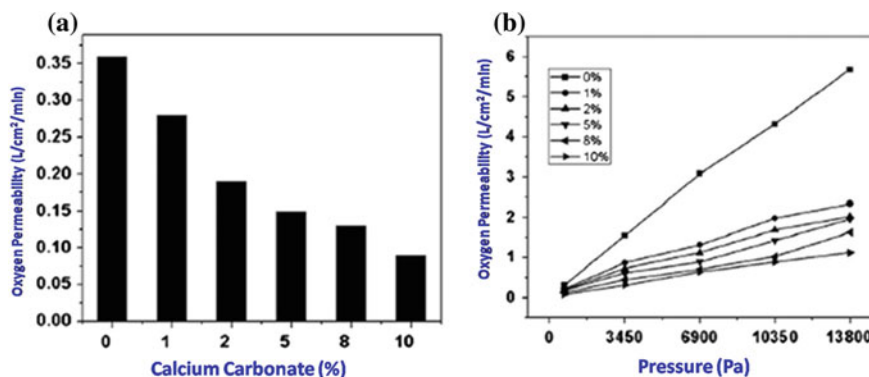 (a)
Oxygen Permeability (L/cm²/min)
0.35
0.30
0.25
0.20
0.15
0.10
0.05
0.00
0 1 2 5 8 10
Calcium Carbonate (%)
(b)
Oxygen Permeability (L/cm²/min)
6
5
4
3
2
1
0
0%
1%
2%
5%
8%
10%
0 3450 6900 10350 13800
Pressure (Pa)